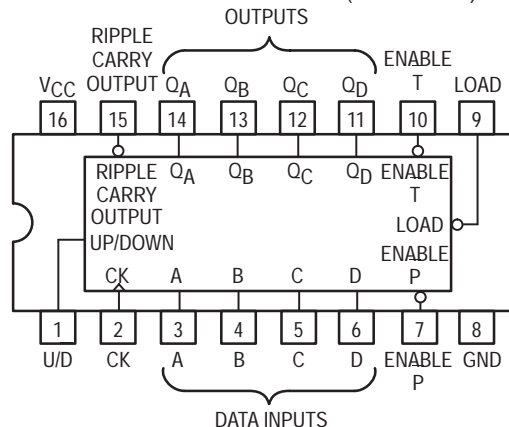 OUTPUTS
RIPPLE
CARRY
OUTPUT
VCC
QA
QB
QC
QD
ENABLE
T
LOAD
16
15
14
13
12
11
10
9
RIPPLE
CARRY
OUTPUT
QA
QB
QC
QD
ENABLE
T
LOAD
UP/DOWN
ENABLE
P
CK
A
B
C
D
1
2
3
4
5
6
7
8
U/D
CK
A
B
C
D
ENABLE
P
GND
DATA INPUTS